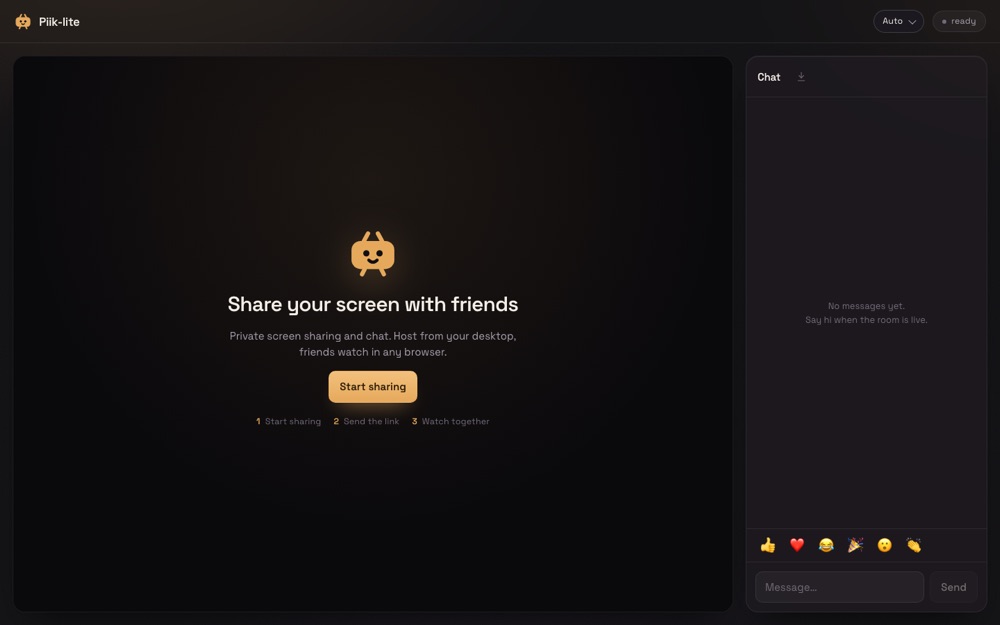 Piik-lite
Auto
ready
Chat
Share your screen with friends
Private screen sharing and chat. Host from your desktop,
friends watch in any browser.
Start sharing
1 Start sharing 2 Send the link 3 Watch together
No messages yet.
Say hi when the room is live.
Message…
Send